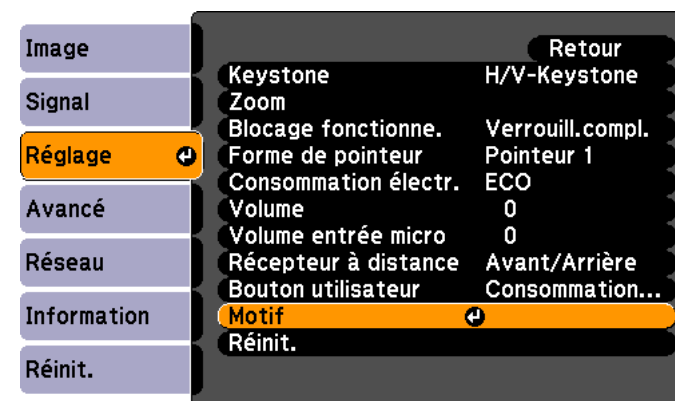 Image
Signal
Réglage
Avancé
Réseau
Information
Réinit.
Retour
Keystone H/V-Keystone
Zoom
Blocage fonctionne. Verrouill.compl.
Forme de pointeur Pointeur 1
Consommation électr. ECO
Volume 0
Volume entrée micro 0
Récepteur à distance Avant/Arrière
Bouton utilisateur Consommation...
Motif
Réinit.